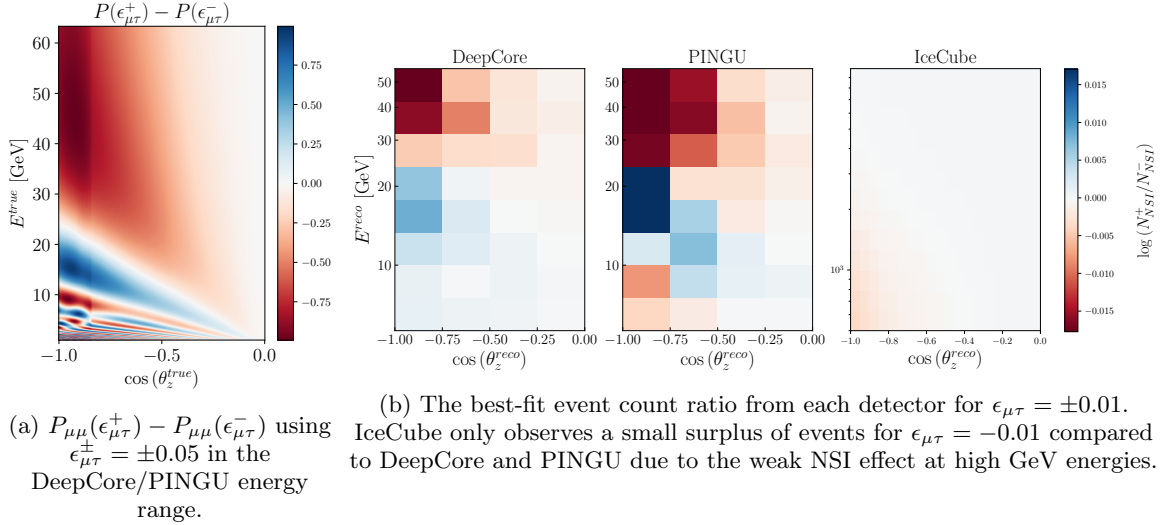 P(ϵ⁺_μτ) − P(ϵ⁻_μτ)
60
50
40
30
20
10
E^true [GeV]
−1.0
−0.5
0.0
cos (θ_z^true)
0.75
0.50
0.25
0.00
−0.25
−0.50
−0.75
DeepCore
PINGU
IceCube
50
40
30
20
10
E^reco [GeV]
−1.00
−0.75
−0.50
−0.25
0.00
cos (θ_z^reco)
50
40
30
20
10
−1.00
−0.75
−0.50
−0.25
0.00
cos (θ_z^reco)
10³
−1.0
−0.8
−0.6
−0.4
−0.2
0.0
cos (θ_z^reco)
0.015
0.010
0.005
0.000
−0.005
−0.010
−0.015
log (N⁺_NSI/N⁻_NSI)
(a) P_μμ(ϵ⁺_μτ) − P_μμ(ϵ⁻_μτ) using
ϵ^±_μτ = ±0.05 in the
DeepCore/PINGU energy
range.
(b) The best-fit event count ratio from each detector for ϵ_μτ = ±0.01.
IceCube only observes a small surplus of events for ϵ_μτ = −0.01 compared
to DeepCore and PINGU due to the weak NSI effect at high GeV energies.